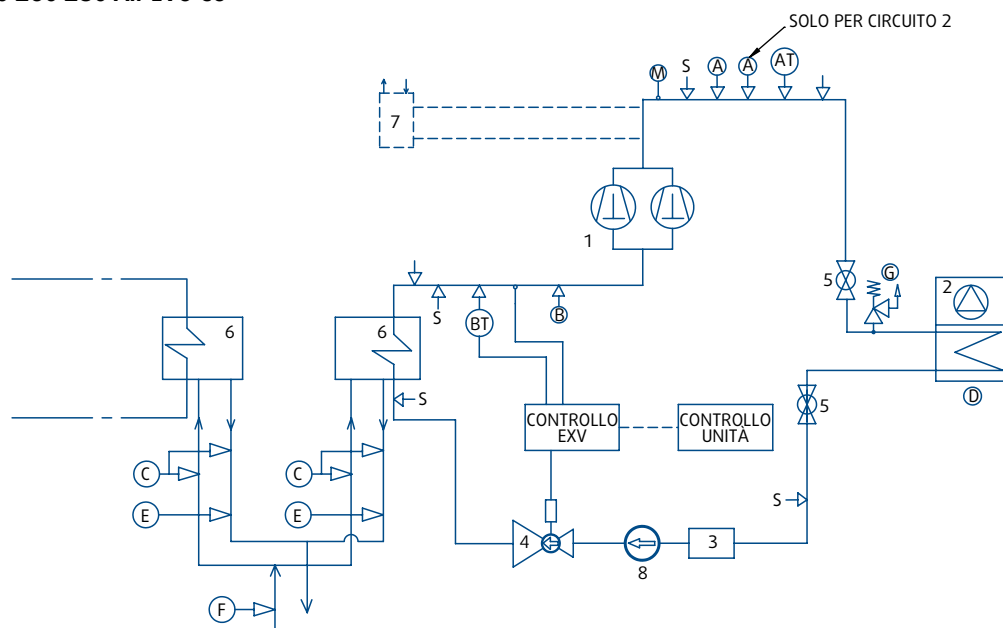 SOLO PER CIRCUITO 2
M
S
A
A
AT
7
1
5
G
2
S
BT
B
6
6
S
D
5
CONTROLLO
EXV
CONTROLLO
UNITÀ
C
C
S
E
E
4
3
8
F